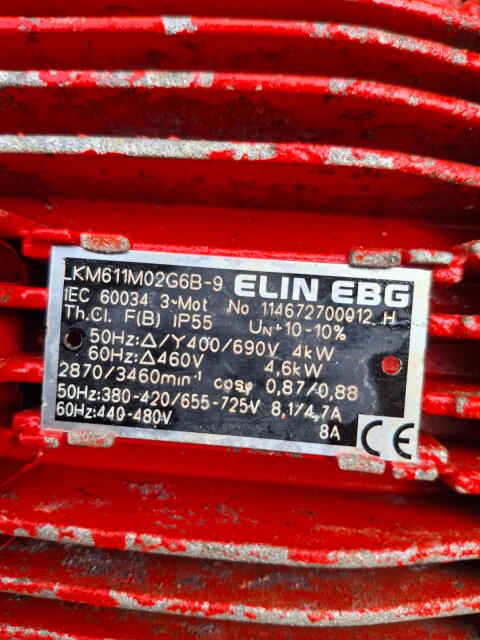 LKM611M02G6B-9 ELIN EBG
IEC 60034 3~Mot No 114672700012 H
Th.Cl. F(B) IP55 UN+10-10%
50Hz:Δ/Y400/690V 4kW
60Hz:Δ460V 4,6kW
2870/3460min-1 cosφ 0,87/0,88
50Hz:380-420/655-725V 8,1/4,7A
60Hz:440-480V 8A
CE